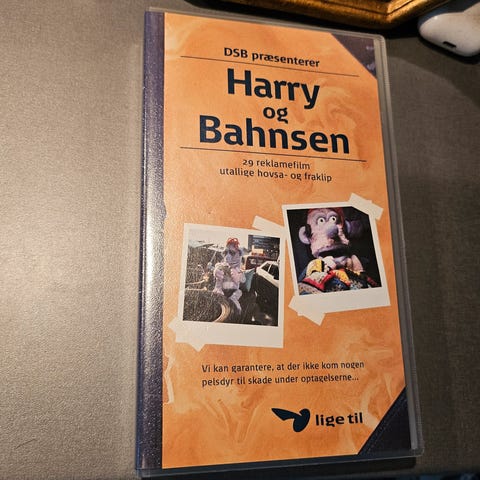 DSB præsenterer
Harry
og
Bahnsen
29 reklamefilm
utallige hovsa- og fraklip
Vi kan garantere, at der ikke kom nogen
pelsdyr til skade under optagelserne...
lige til